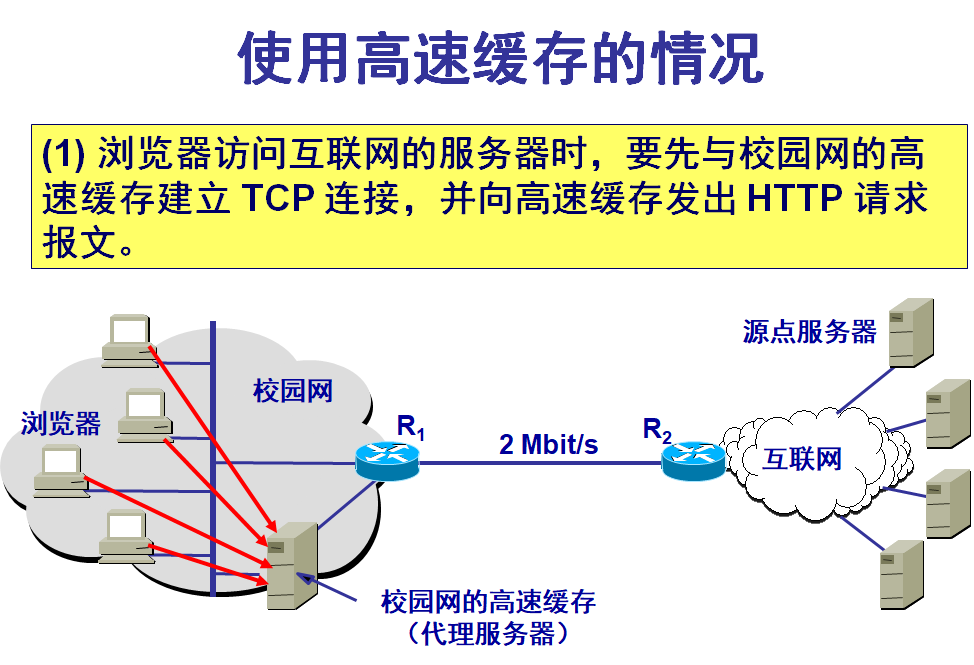 使用高速缓存的情况
(1) 浏览器访问互联网的服务器时，要先与校园网的高
速缓存建立 TCP 连接，并向高速缓存发出 HTTP 请求
报文。
源点服务器
校园网
浏览器
R1
2 Mbit/s
R2
互联网
校园网的高速缓存
（代理服务器）